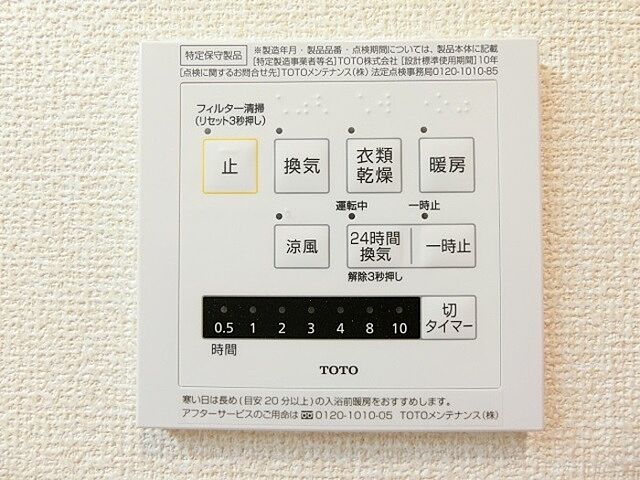 特定保守製品
※製造年月・製品品番・点検期間については、製品本体に記載
[特定製造事業者等名]TOTO株式会社 [設計標準使用期間]10年
[点検に関するお問合せ先]TOTOメンテナンス(株) 法定点検事務局0120-1010-85
フィルター清掃
(リセット3秒押し)
止 換気 衣類乾燥 暖房
運転中 一時止
涼風 24時間換気 一時止
解除3秒押し
0.5 1 2 3 4 8 10 切タイマー
時間
TOTO
寒い日は長め(目安20分以上)の入浴前暖房をおすすめします。
アフターサービスのご用命は 0120-1010-05 TOTOメンテナンス(株)